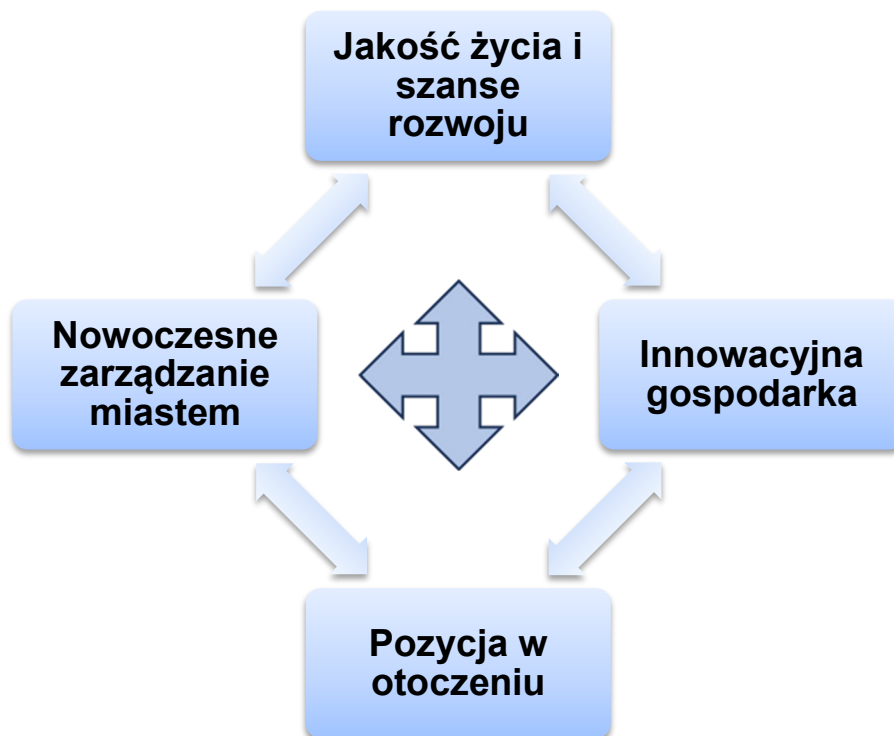 Jakość życia i
szanse
rozwoju
Nowoczesne
zarządzanie
miastem
Innowacyjna
gospodarka
Pozycja w
otoczeniu